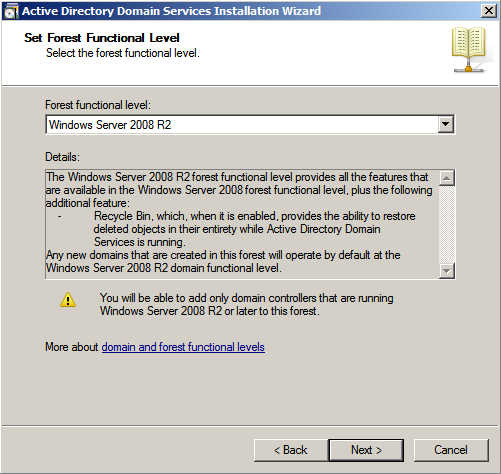 Active Directory Domain Services Installation Wizard
Set Forest Functional Level
Select the forest functional level.
Forest functional level:
Windows Server 2008 R2
Details:
The Windows Server 2008 R2 forest functional level provides all the features that
are available in the Windows Server 2008 forest functional level, plus the following
additional feature:
- Recycle Bin, which, when it is enabled, provides the ability to restore
deleted objects in their entirety while Active Directory Domain
Services is running.
Any new domains that are created in this forest will operate by default at the
Windows Server 2008 R2 domain functional level.
You will be able to add only domain controllers that are running
Windows Server 2008 R2 or later to this forest.
More about domain and forest functional levels
< Back Next > Cancel